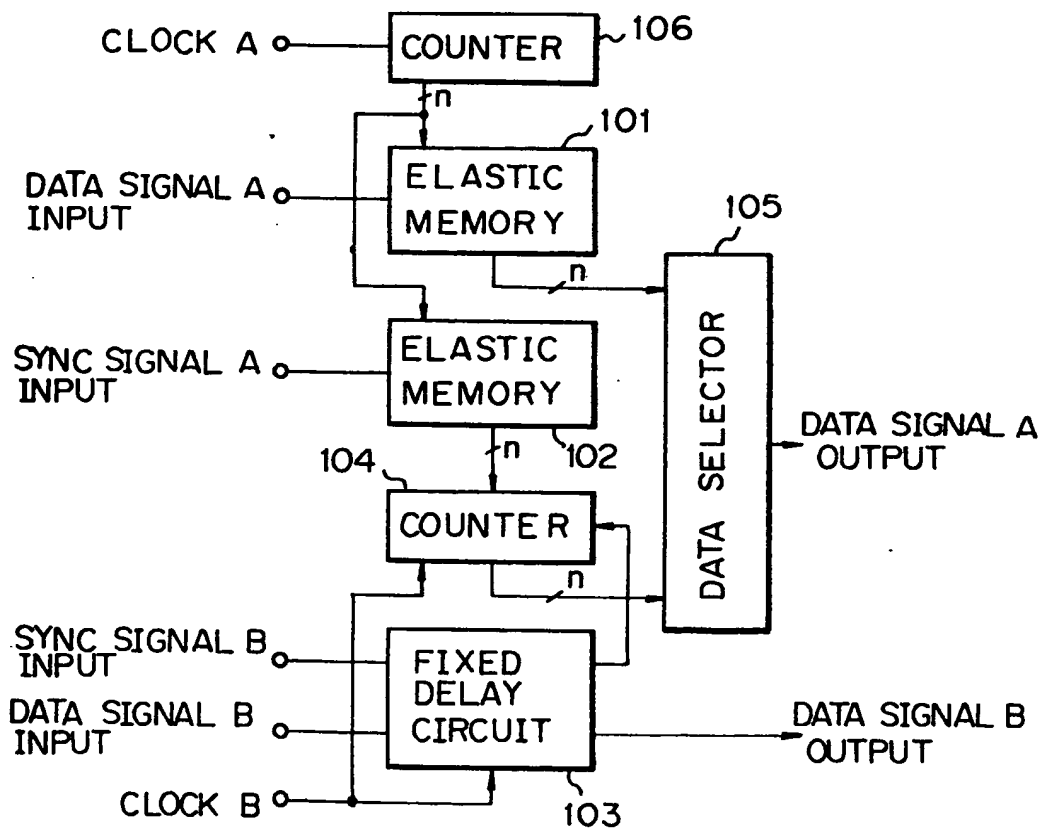 CLOCK A
COUNTER
106
n
101
DATA SIGNAL A
INPUT
ELASTIC
MEMORY
105
n
SYNC SIGNAL A
INPUT
ELASTIC
MEMORY
DATA SELECTOR
DATA SIGNAL A
OUTPUT
n
102
104
COUNTER
n
SYNC SIGNAL B
INPUT
DATA SIGNAL B
INPUT
FIXED
DELAY
CIRCUIT
DATA SIGNAL B
OUTPUT
CLOCK B
103